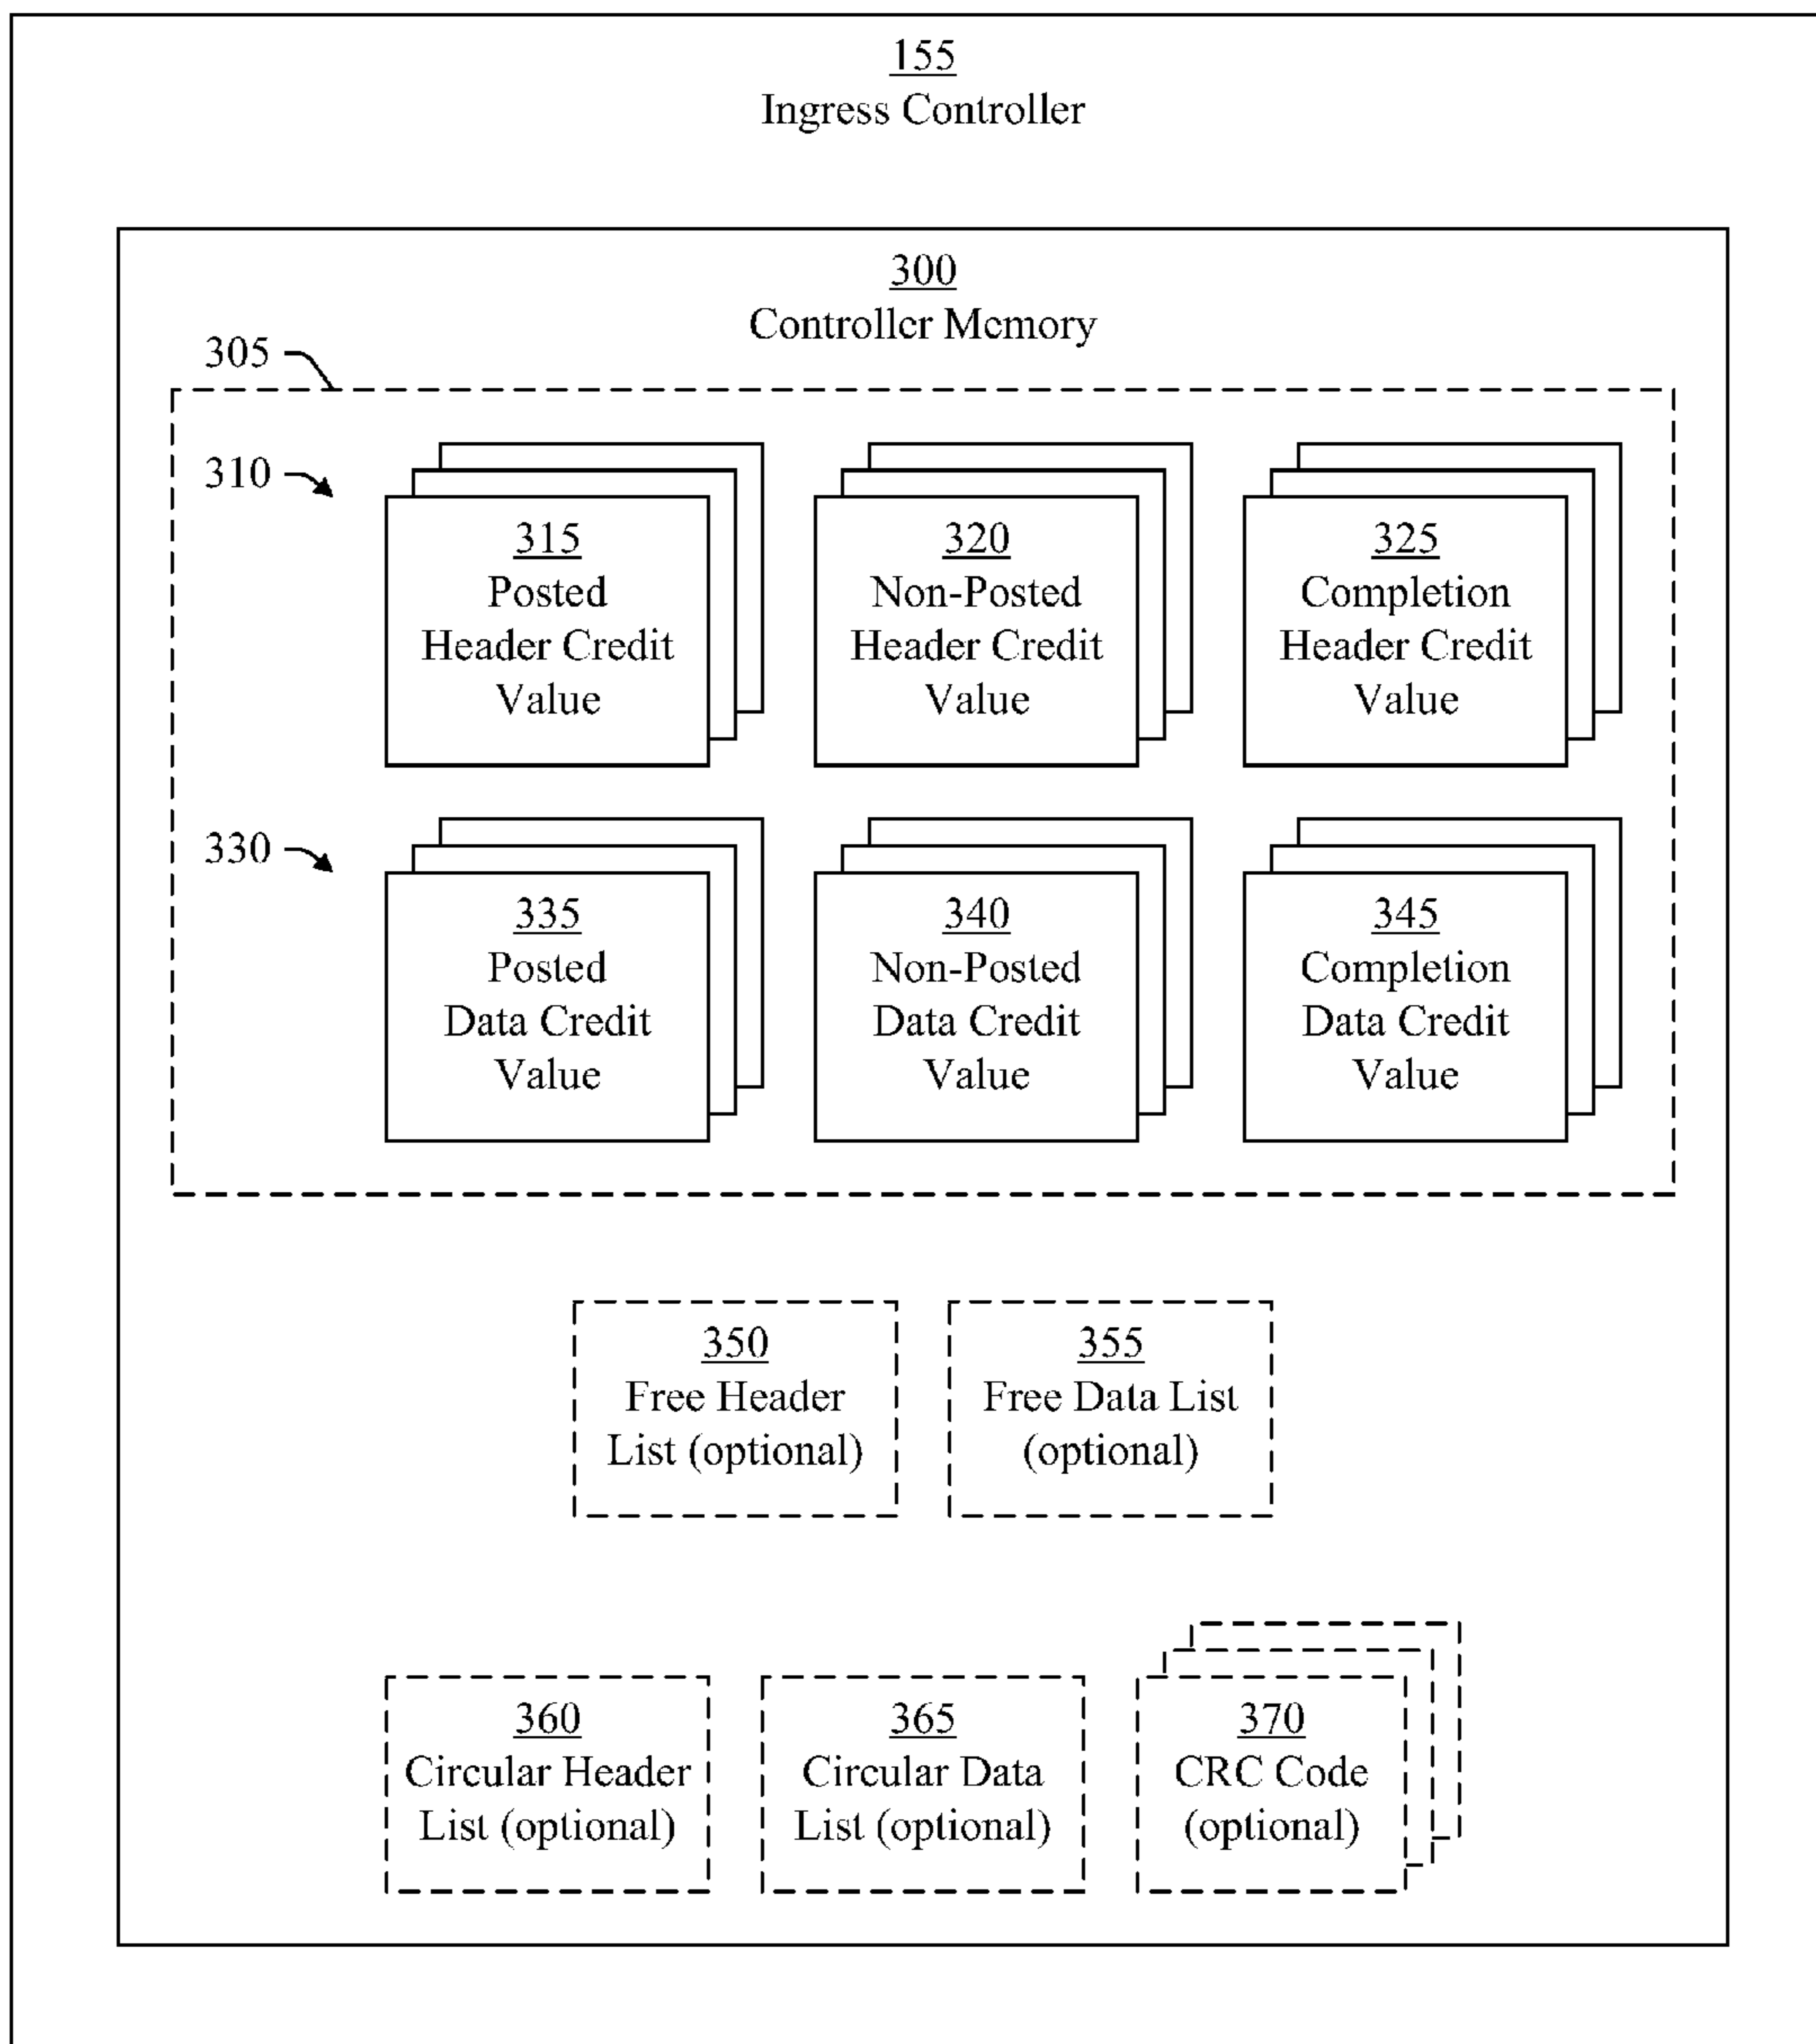 155
Ingress Controller
300
Controller Memory
305
310
315
Posted
Header Credit
Value
320
Non-Posted
Header Credit
Value
325
Completion
Header Credit
Value
330
335
Posted
Data Credit
Value
340
Non-Posted
Data Credit
Value
345
Completion
Data Credit
Value
350
Free Header
List (optional)
355
Free Data List
(optional)
360
Circular Header
List (optional)
365
Circular Data
List (optional)
370
CRC Code
(optional)